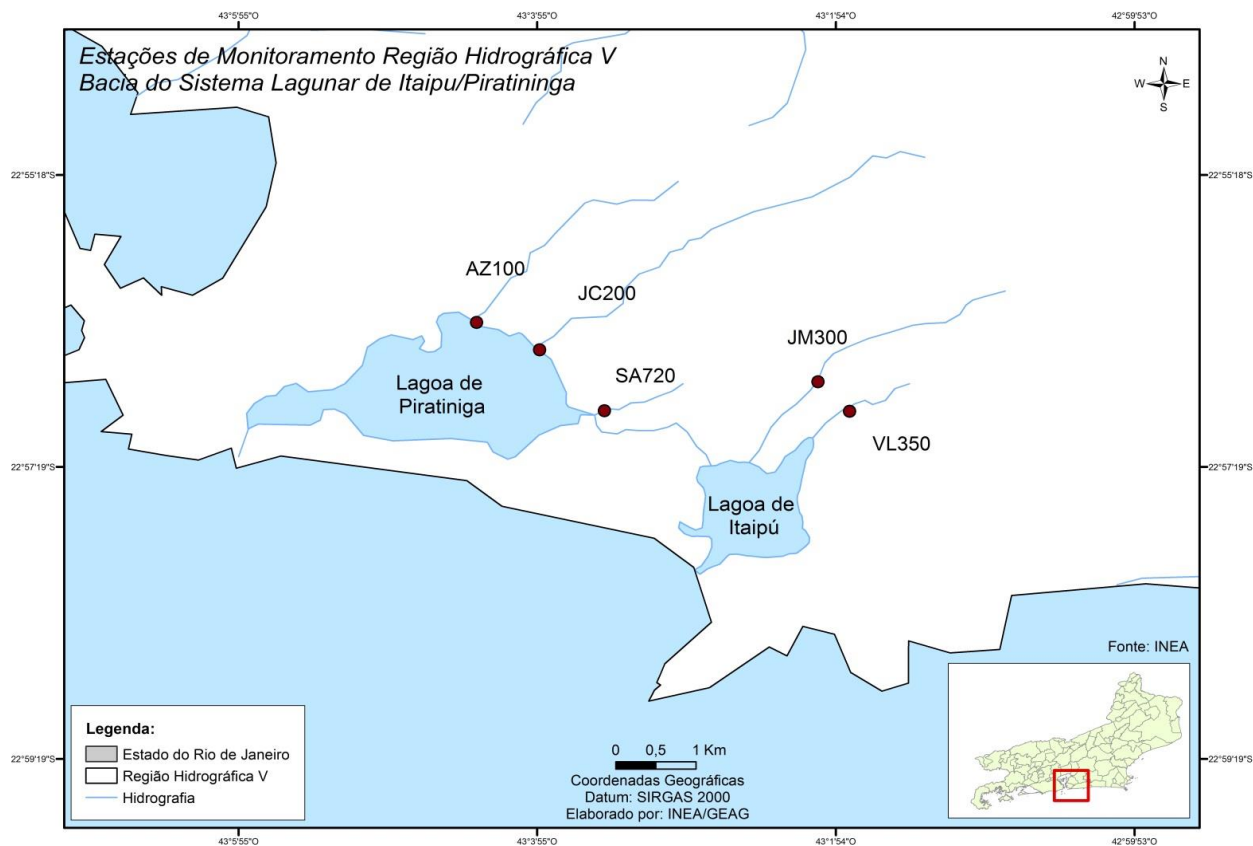 43°5'55"O
43°3'55"O
43°1'54"O
42°59'53"O
Estações de Monitoramento Região Hidrográfica V
Bacia do Sistema Lagunar de Itaipu/Piratininga
N
W
E
S
22°55'18"S
22°55'18"S
AZ100
JC200
JM300
SA720
Lagoa de
Piratiniga
VL350
22°57'19"S
22°57'19"S
Lagoa de
Itaipú
Fonte: INEA
Legenda:
Estado do Rio de Janeiro
Região Hidrográfica V
Hidrografia
0 0,5 1 Km
Coordenadas Geográficas
Datum: SIRGAS 2000
Elaborado por: INEA/GEAG
22°59'19"S
22°59'19"S
43°5'55"O
43°3'55"O
43°1'54"O
42°59'53"O